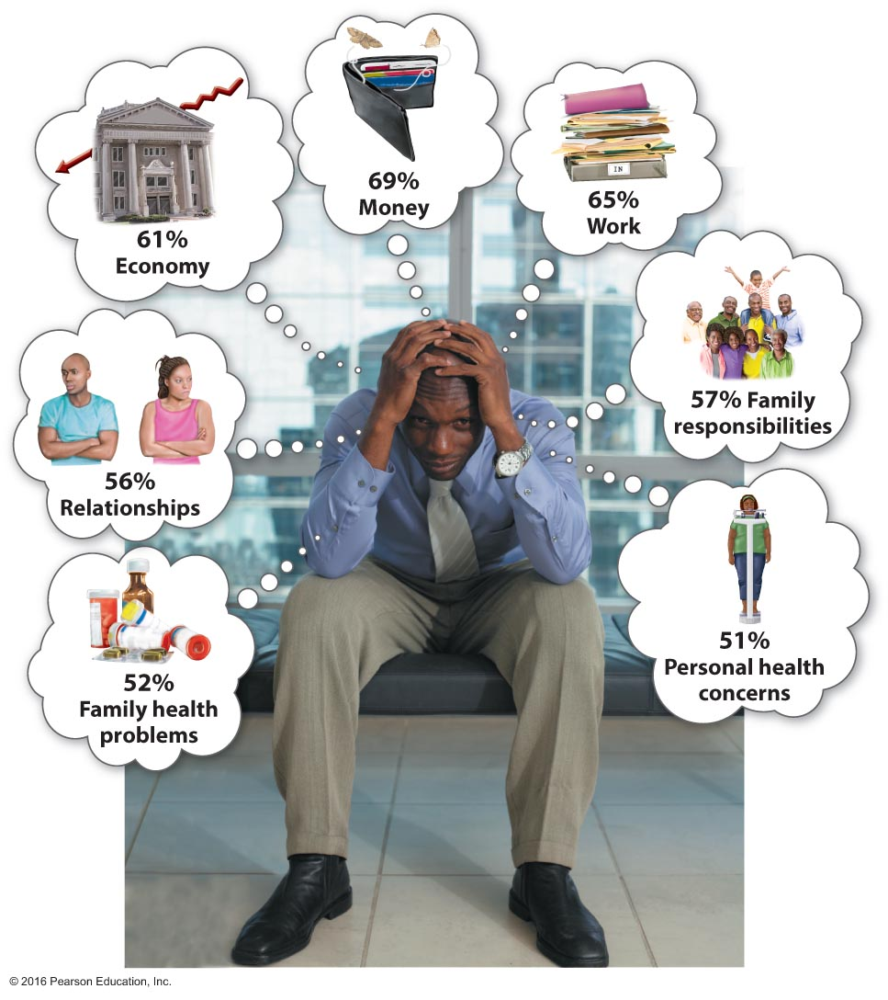 69%
Money
65%
Work
IN
61%
Economy
57% Family
responsibilities
56%
Relationships
51%
Personal health
concerns
52%
Family health
problems
© 2016 Pearson Education, Inc.